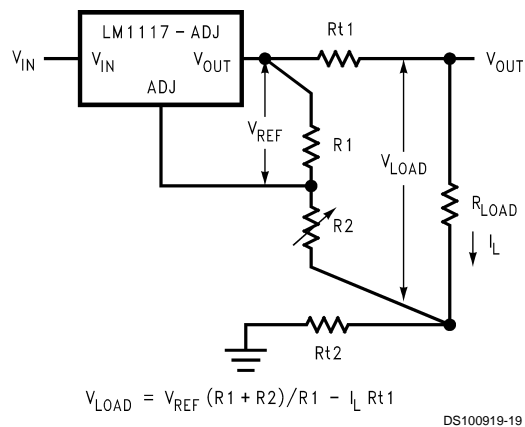 LM1117-ADJ
Rt1
V_IN
V_IN
V_OUT
V_OUT
ADJ
V_REF
R1
V_LOAD
R_LOAD
R2
I_L
Rt2
V_LOAD = V_REF (R1 + R2)/R1 - I_L Rt1
DS100919-19